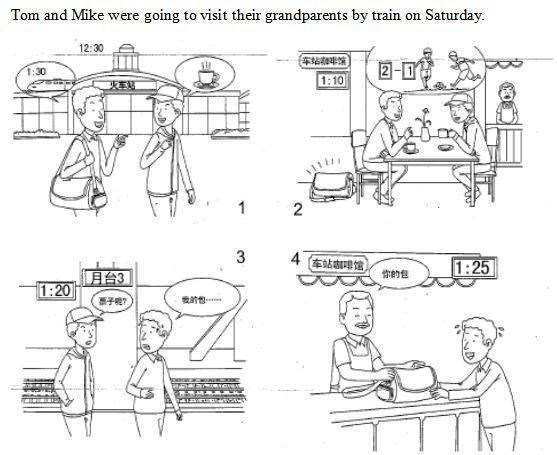 Tom and Mike were going to visit their grandparents by train on Saturday.
12:30
1:30
火车站
1
车站咖啡馆
1:10
2-1
2
3
月台3
1:20
票子呢?
我的包……
4
车站咖啡馆
你的包
1:25